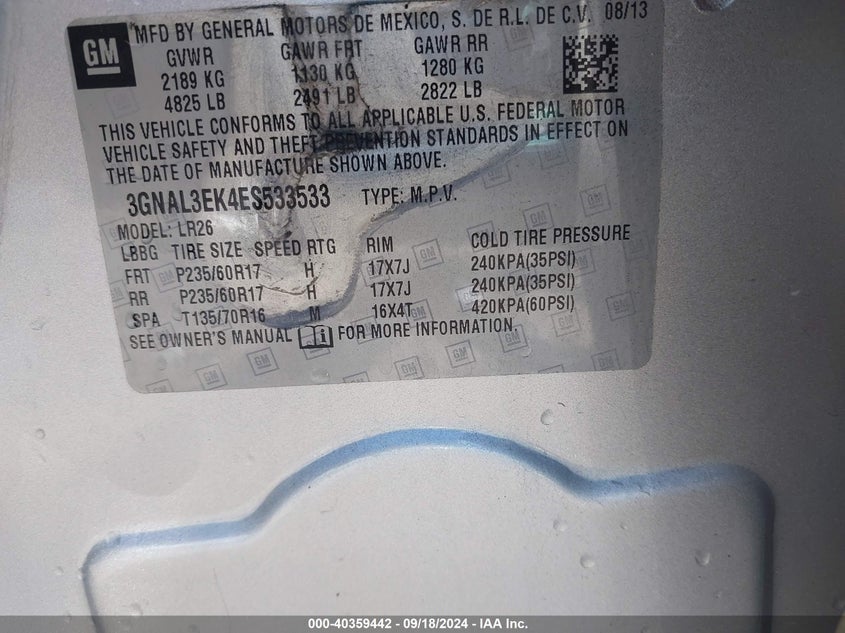 GM MFD BY GENERAL MOTORS DE MEXICO, S. DE R.L. DE C.V. 08/13
GVWR GAWR FRT GAWR RR
2189 KG 1130 KG 1280 KG
4825 LB 2491 LB 2822 LB
THIS VEHICLE CONFORMS TO ALL APPLICABLE U.S. FEDERAL MOTOR
VEHICLE SAFETY AND THEFT PREVENTION STANDARDS IN EFFECT ON
THE DATE OF MANUFACTURE SHOWN ABOVE.
3GNAL3EK4ES533533 TYPE: M.P.V.
MODEL: LR26
LBBG TIRE SIZE SPEED RTG RIM COLD TIRE PRESSURE
FRT P235/60R17 H 17X7J 240KPA(35PSI)
RR P235/60R17 H 17X7J 240KPA(35PSI)
SPA T135/70R16 M 16X4T 420KPA(60PSI)
SEE OWNER'S MANUAL FOR MORE INFORMATION.
000-40359442 - 09/18/2024 - IAA Inc.